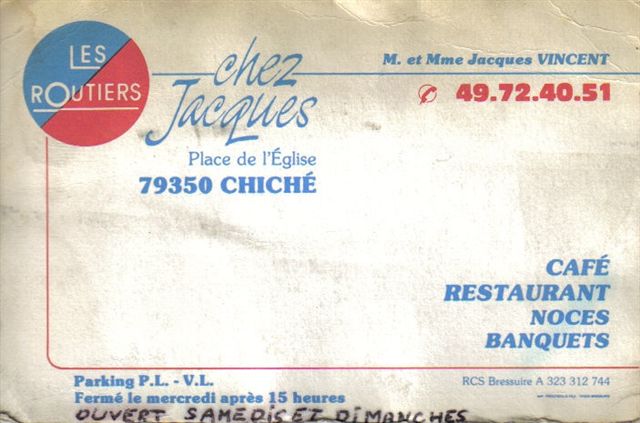 LES
ROUTIERS
chez
Jacques
Place de l'Église
79350 CHICHÉ
M. et Mme Jacques VINCENT
49.72.40.51
CAFÉ
RESTAURANT
NOCES
BANQUETS
Parking P.L. - V.L.
Fermé le mercredi après 15 heures
OUVERT SAMEDIS ET DIMANCHES
RCS Bressuire A 323 312 744